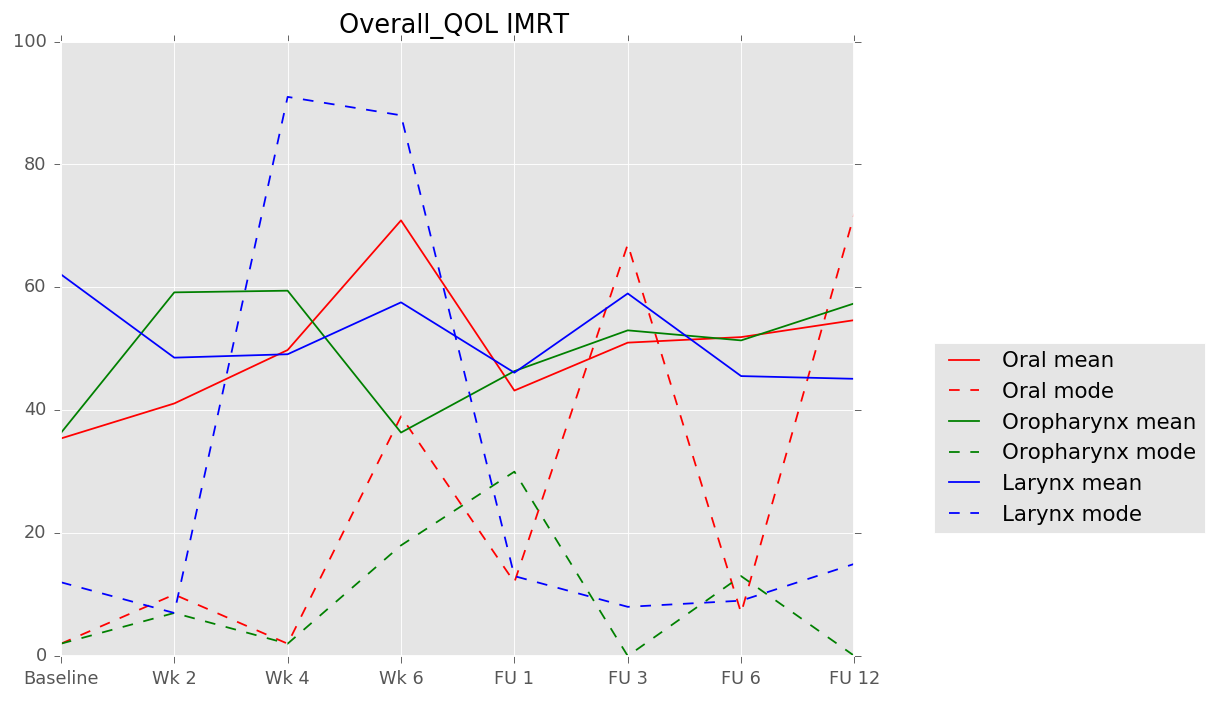 Overall_QOL IMRT
100
80
60
40
20
0
Baseline Wk 2 Wk 4 Wk 6 FU 1 FU 3 FU 6 FU 12
Oral mean
Oral mode
Oropharynx mean
Oropharynx mode
Larynx mean
Larynx mode